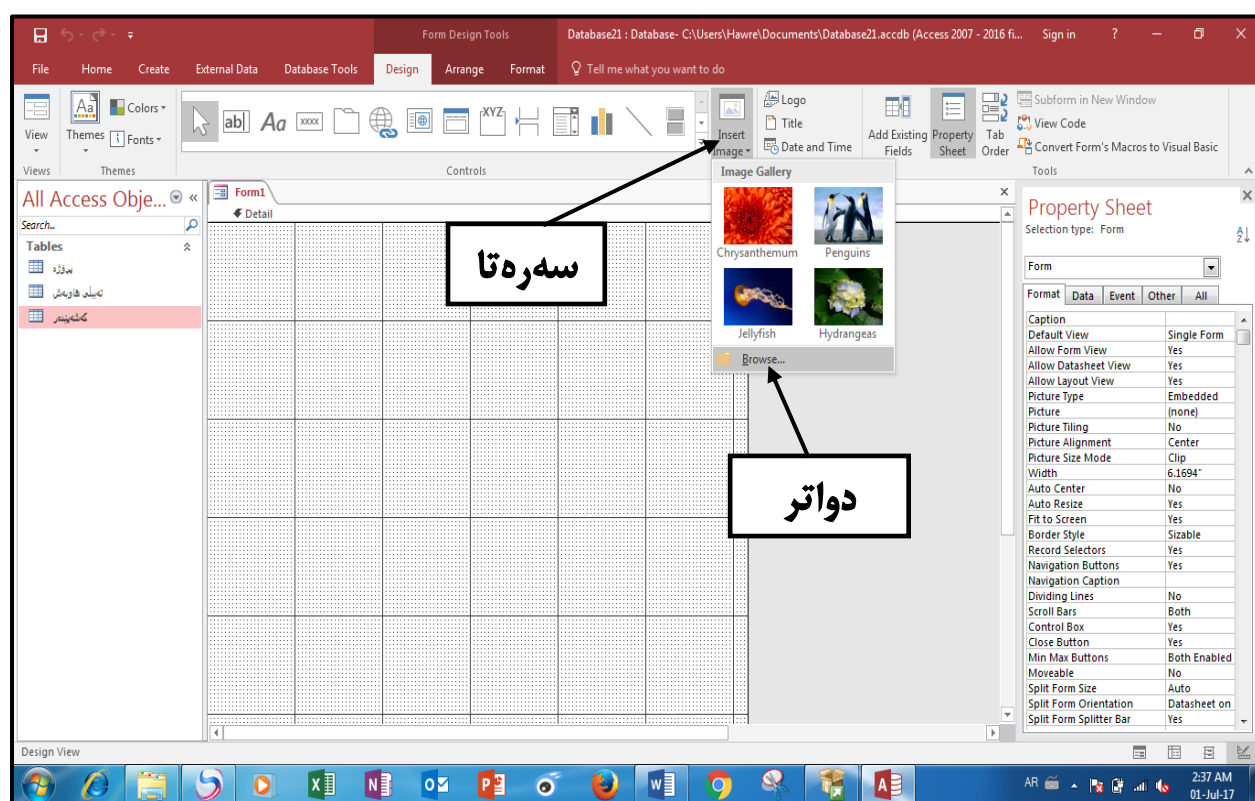 Form Design Tools
Database21 : Database- C:\Users\Hawre\Documents\Database21.accdb (Access 2007 - 2016 fi...
Sign in
?
File Home Create External Data Database Tools Design Arrange Format Tell me what you want to do
View
Views
Aa
Themes
Colors
Fonts
Themes
ab| Aa xxxx XYZ
Controls
Insert Image
Logo
Title
Date and Time
Add Existing Fields
Property Sheet
Tab Order
Subform in New Window
View Code
Convert Form's Macros to Visual Basic
Tools
All Access Obje...
Search...
Tables
پرۆژە
تەیبڵی هاوبەش
Form1
Detail
Image Gallery
Chrysanthemum
Penguins
Jellyfish
Hydrangeas
Browse...
سەرەتا
دواتر
Property Sheet
Selection type: Form
Form
Format Data Event Other All
Caption
Default View Single Form
Allow Form View Yes
Allow Datasheet View Yes
Allow Layout View Yes
Picture Type Embedded
Picture (none)
Picture Tiling No
Picture Alignment Center
Picture Size Mode Clip
Width 6.1694"
Auto Center No
Auto Resize Yes
Fit to Screen Yes
Border Style Sizable
Record Selectors Yes
Navigation Buttons Yes
Navigation Caption
Dividing Lines No
Scroll Bars Both
Control Box Yes
Close Button Yes
Min Max Buttons Both Enabled
Moveable No
Split Form Size Auto
Split Form Orientation Datasheet on
Split Form Splitter Bar Yes
Design View
AR
2:37 AM
01-Jul-17